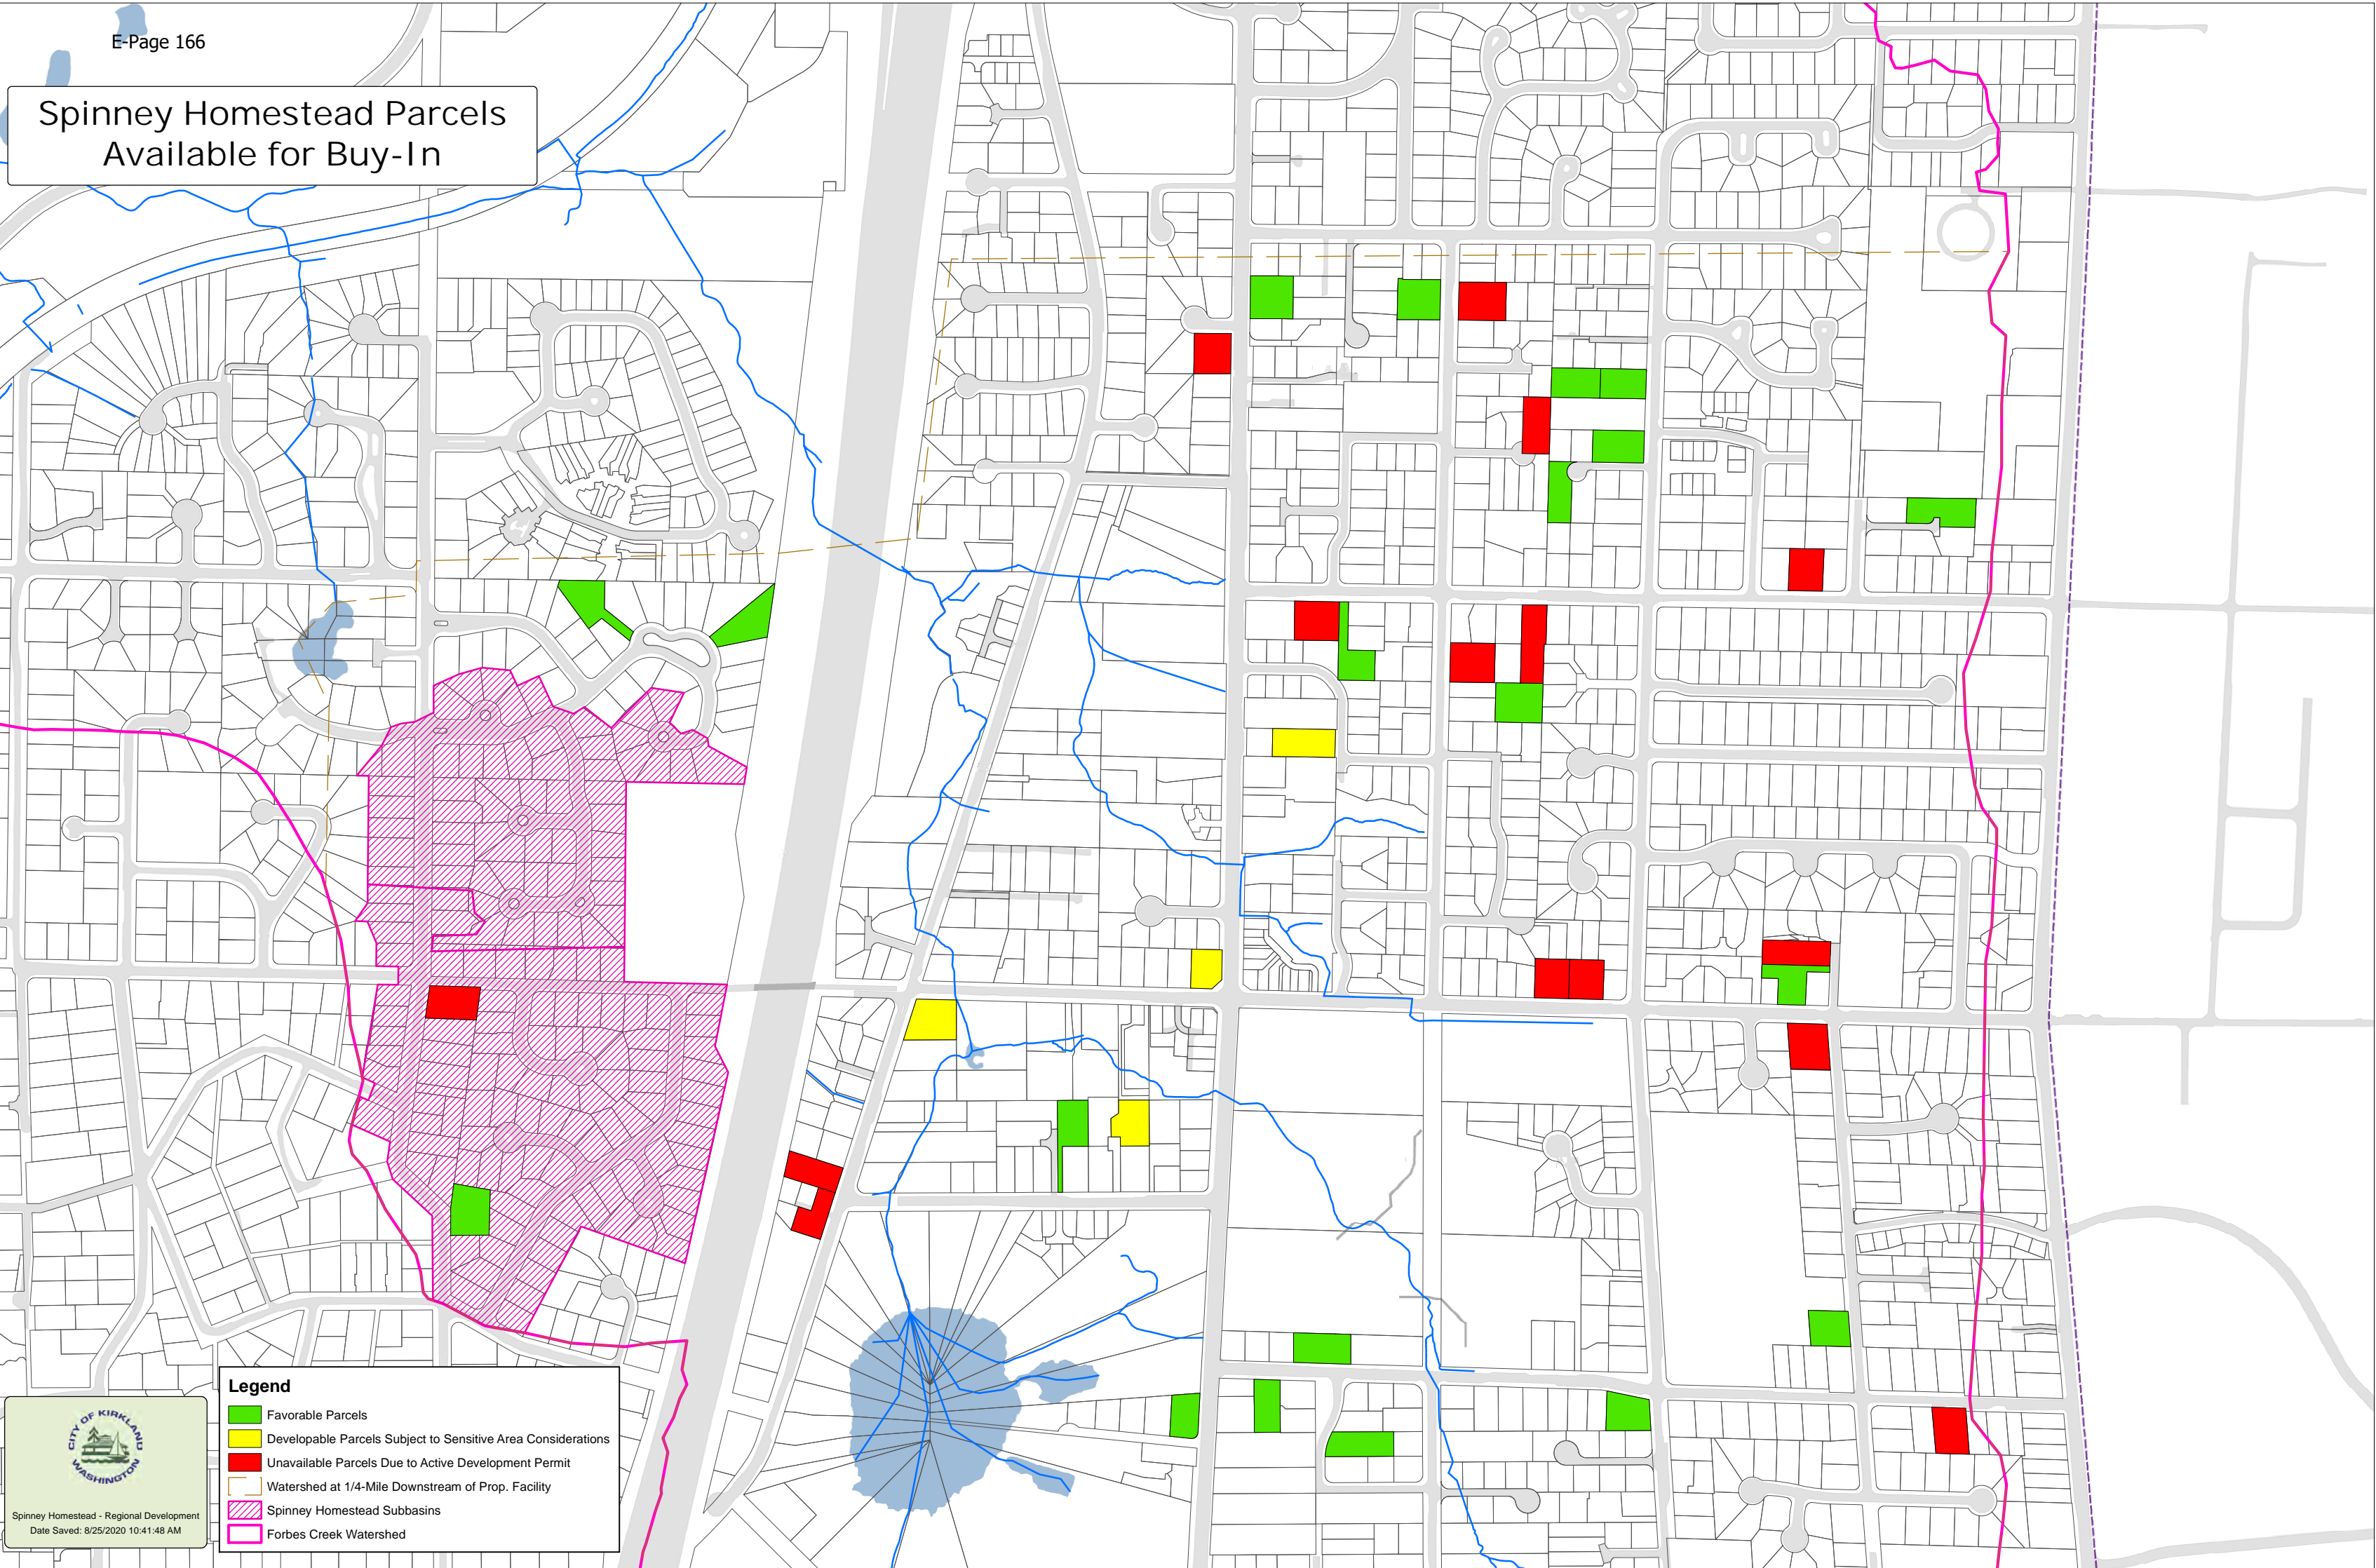 E-Page 166
Spinney Homestead Parcels
Available for Buy-In
Legend
Favorable Parcels
Developable Parcels Subject to Sensitive Area Considerations
Unavailable Parcels Due to Active Development Permit
Watershed at 1/4-Mile Downstream of Prop. Facility
Spinney Homestead Subbasins
Forbes Creek Watershed
CITY OF KIRKLAND
WASHINGTON
Spinney Homestead - Regional Development
Date Saved: 8/25/2020 10:41:48 AM